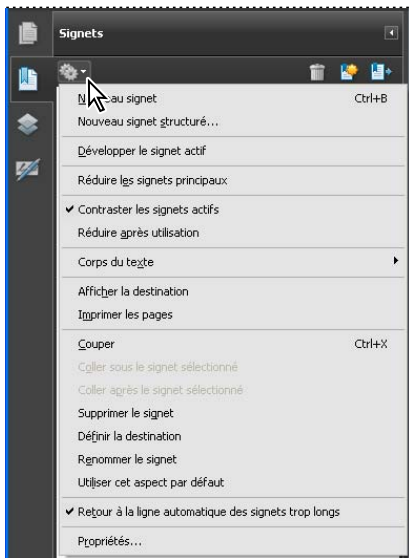 Signets
Nouveau signet Ctrl+B
Nouveau signet structuré...
Développer le signet actif
Réduire les signets principaux
Contraster les signets actifs
Réduire après utilisation
Corps du texte
Afficher la destination
Imprimer les pages
Couper Ctrl+X
Coller sous le signet sélectionné
Coller après le signet sélectionné
Supprimer le signet
Définir la destination
Renommer le signet
Utiliser cet aspect par défaut
Retour à la ligne automatique des signets trop longs
Propriétés...